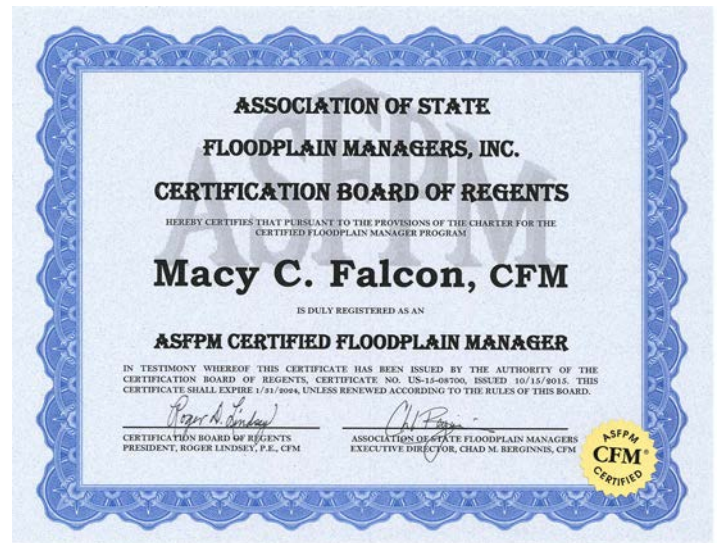 ASSOCIATION OF STATE
FLOODPLAIN MANAGERS, INC.
CERTIFICATION BOARD OF REGENTS
HEREBY CERTIFIES THAT PURSUANT TO THE PROVISIONS OF THE CHARTER FOR THE
CERTIFIED FLOODPLAIN MANAGER PROGRAM
Macy C. Falcon, CFM
IS DULY REGISTERED AS AN
ASFPM CERTIFIED FLOODPLAIN MANAGER
IN TESTIMONY WHEREOF THIS CERTIFICATE HAS BEEN ISSUED BY THE AUTHORITY OF THE
CERTIFICATION BOARD OF REGENTS, CERTIFICATE NO. US-15-08700, ISSUED 10/15/2015. THIS
CERTIFICATE SHALL EXPIRE 1/31/2024, UNLESS RENEWED ACCORDING TO THE RULES OF THIS BOARD.
Roger D. Lindsey
CERTIFICATION BOARD OF REGENTS
PRESIDENT, ROGER LINDSEY, P.E., CFM
ASSOCIATION OF STATE FLOODPLAIN MANAGERS
EXECUTIVE DIRECTOR, CHAD M. BERGINNIS, CFM
ASFPM
CFM®
CERTIFIED
ASFPM